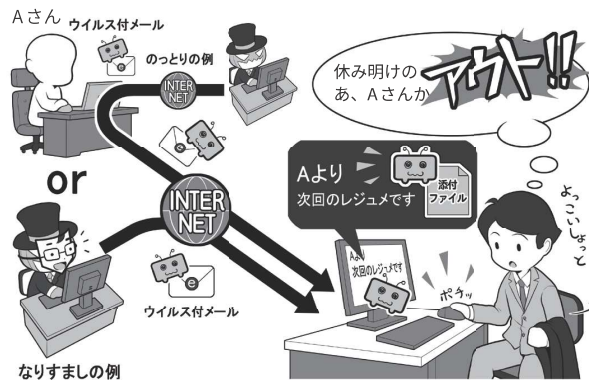 Aさん
ウイルス付メール
のっとりの例
INTER
NET
or
INTER
NET
ウイルス付メール
なりすましの例
休み明けの
あ、Aさんか
アウト!!
Aより
次回のレジュメです
添付
ファイル
Aより
次回のレジュメです
ポチッ
よっこいしょっと